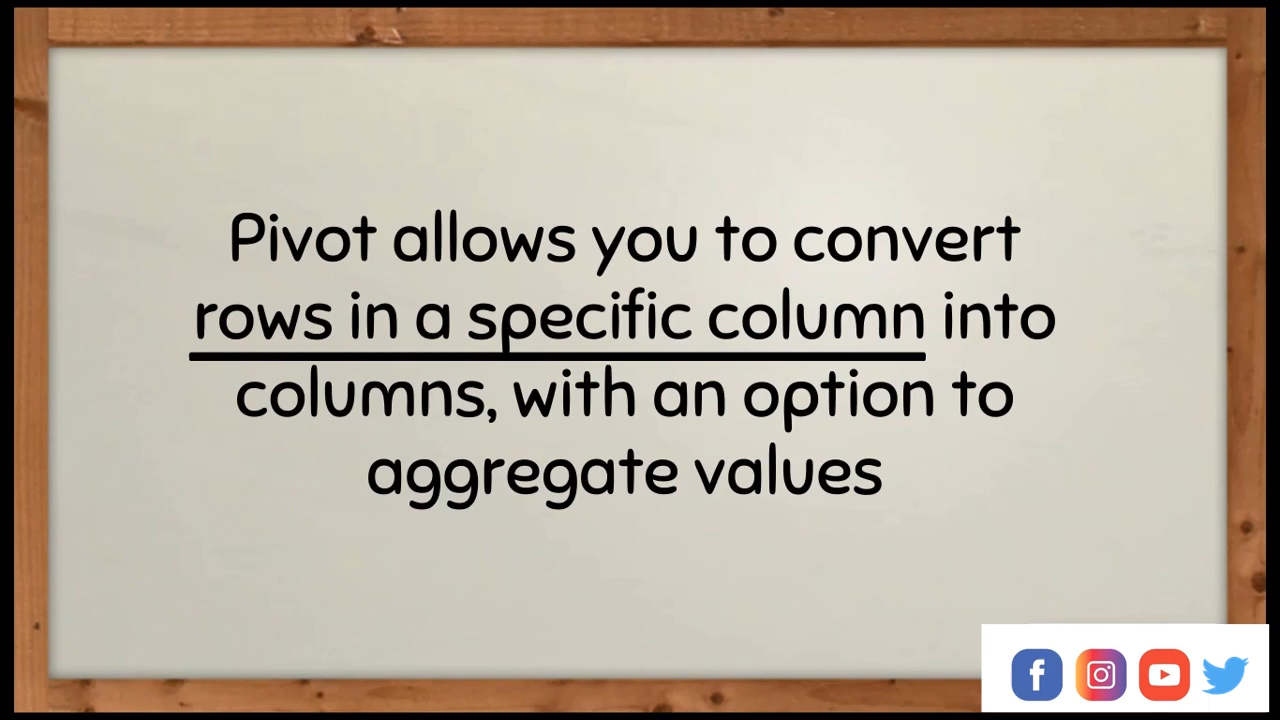 Pivot allows you to convert
rows in a specific column into
columns, with an option to
aggregate values